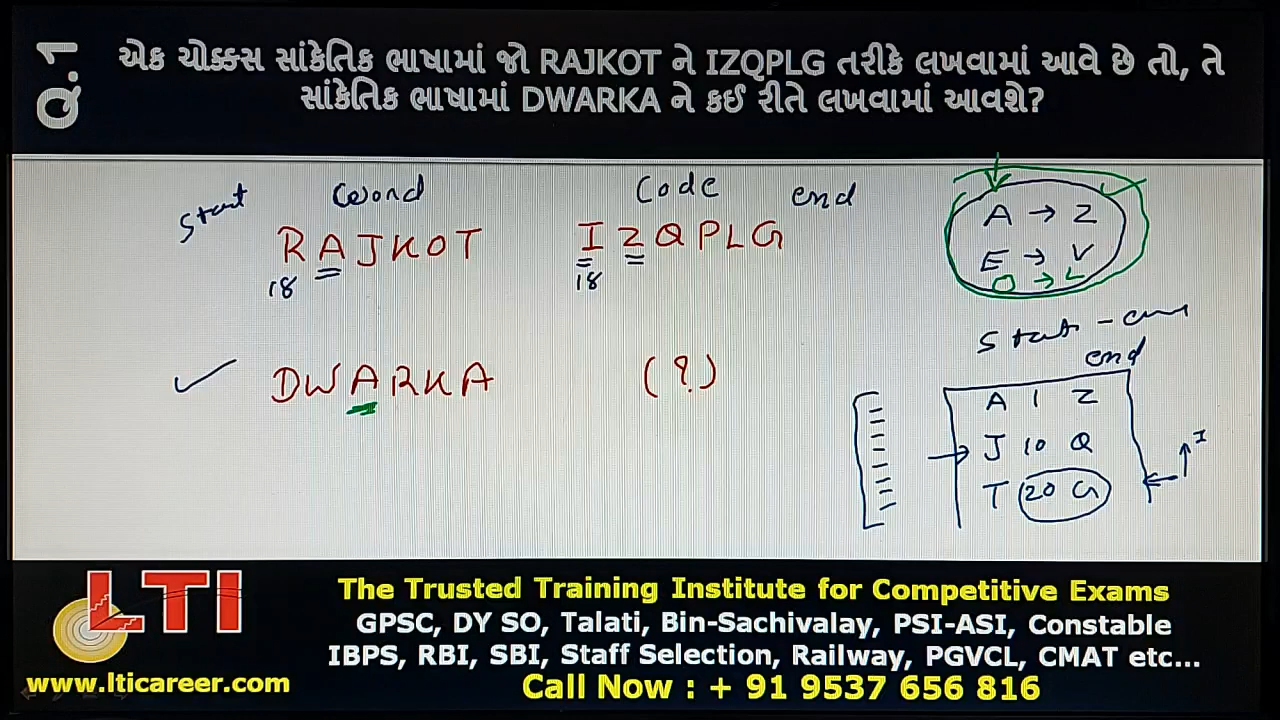 Q.1
એક ચોક્કસ સાંકેતિક ભાષામાં જો RAJKOT ને IZQPLG તરીકે લખવામાં આવે છે તો, તે
સાંકેતિક ભાષામાં DWARKA ને કઈ રીતે લખવામાં આવશે?
Start Word Code end
RAJKOT IZQPLG
18 18
A → Z
E → V
O → L
Start - end
end
DWARKA (?)
A 1 Z
J 10 Q
T 20 G
I
LTI
www.lticareer.com
The Trusted Training Institute for Competitive Exams
GPSC, DY SO, Talati, Bin-Sachivalay, PSI-ASI, Constable
IBPS, RBI, SBI, Staff Selection, Railway, PGVCL, CMAT etc...
Call Now : + 91 9537 656 816